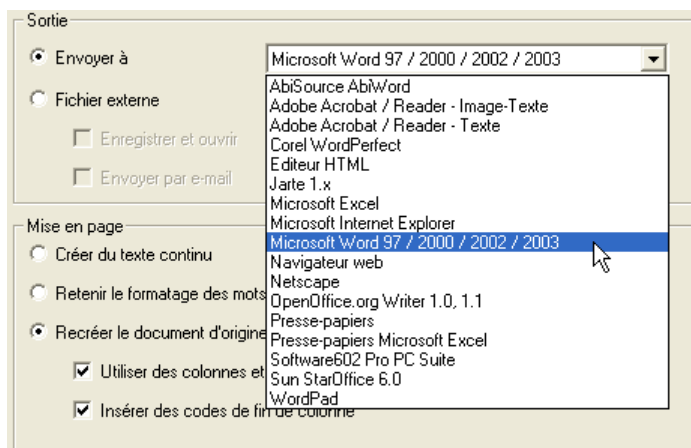 Sortie
Envoyer à
Microsoft Word 97 / 2000 / 2002 / 2003
Fichier externe
Enregistrer et ouvrir
Envoyer par e-mail
AbiSource AbiWord
Adobe Acrobat / Reader - Image-Texte
Adobe Acrobat / Reader - Texte
Corel WordPerfect
Editeur HTML
Jarte 1.x
Microsoft Excel
Microsoft Internet Explorer
Microsoft Word 97 / 2000 / 2002 / 2003
Navigateur web
Netscape
OpenOffice.org Writer 1.0, 1.1
Presse-papiers
Presse-papiers Microsoft Excel
Software602 Pro PC Suite
Sun StarOffice 6.0
WordPad
Mise en page
Créer du texte continu
Retenir le formatage des mots
Recréer le document d'origine
Utiliser des colonnes et
Insérer des codes de fin de colonne